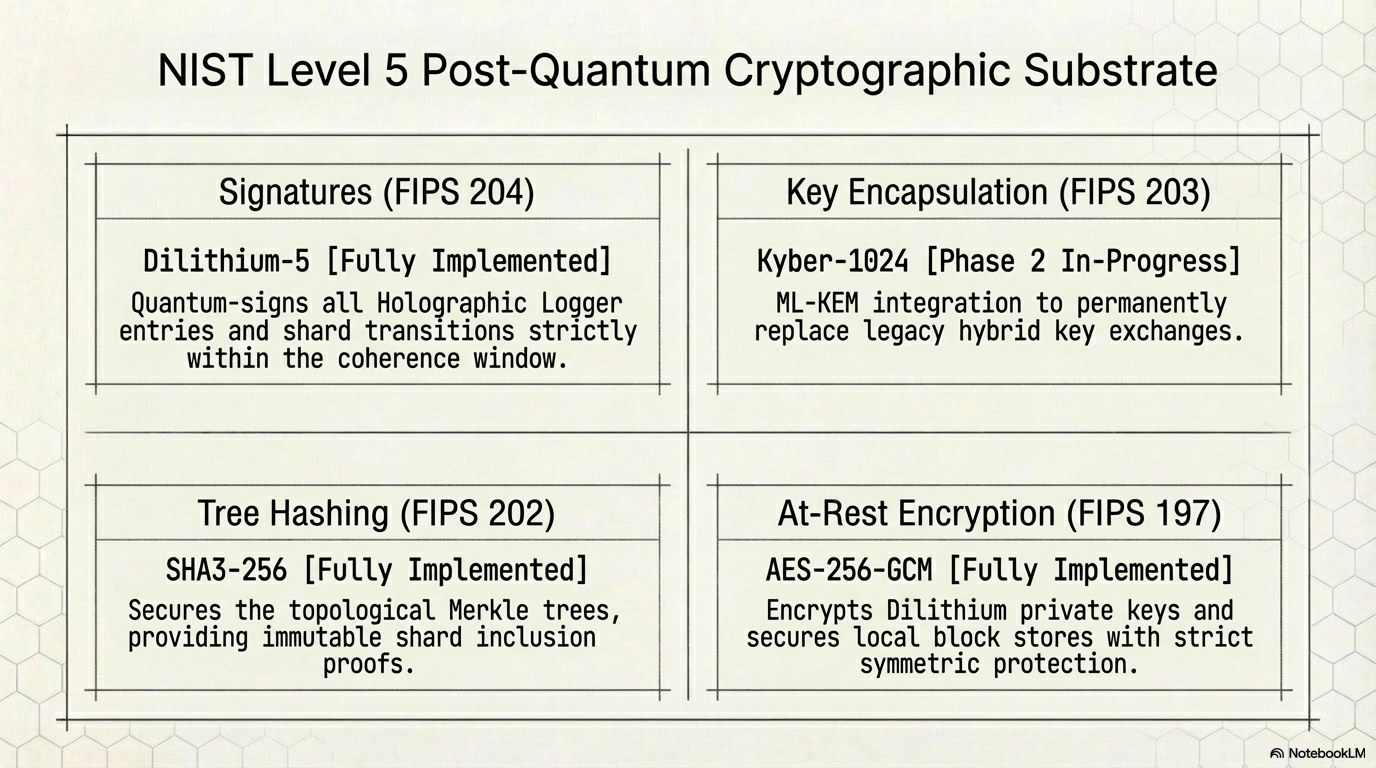 NIST Level 5 Post-Quantum Cryptographic Substrate
Signatures (FIPS 204)
Dilithium-5 [Fully Implemented]
Quantum-signs all Holographic Logger
entries and shard transitions strictly
within the coherence window.
Key Encapsulation (FIPS 203)
Kyber-1024 [Phase 2 In-Progress]
ML-KEM integration to permanently
replace legacy hybrid key exchanges.
Tree Hashing (FIPS 202)
SHA3-256 [Fully Implemented]
Secures the topological Merkle trees,
providing immutable shard inclusion
proofs.
At-Rest Encryption (FIPS 197)
AES-256-GCM [Fully Implemented]
Encrypts Dilithium private keys and
secures local block stores with strict
symmetric protection.
NotebookLM